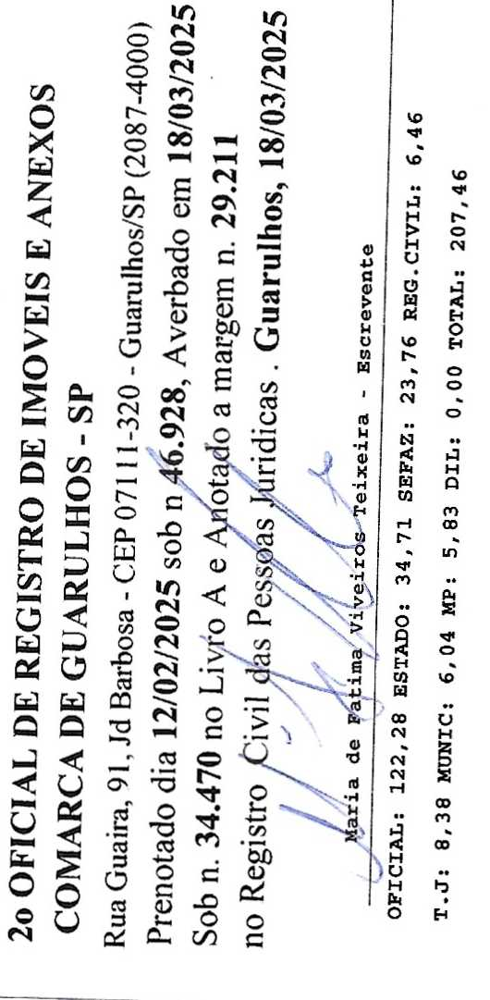 2o OFICIAL DE REGISTRO DE IMOVEIS E ANEXOS
COMARCA DE GUARULHOS - SP
Rua Guaira, 91, Jd Barbosa - CEP 07111-320 - Guarulhos/SP (2087-4000)
Prenotado dia 12/02/2025 sob n 46.928, Averbado em 18/03/2025
Sob n. 34.470 no Livro A e Anotado a margem n. 29.211
no Registro Civil das Pessoas Juridicas . Guarulhos, 18/03/2025
Maria de Fatima Viveiros Teixeira - Escrevente
OFICIAL: 122,28 ESTADO: 34,71 SEFAZ: 23,76 REG.CIVIL: 6,46
T.J: 8,38 MUNIC: 6,04 MP: 5,83 DIL: 0,00 TOTAL: 207,46